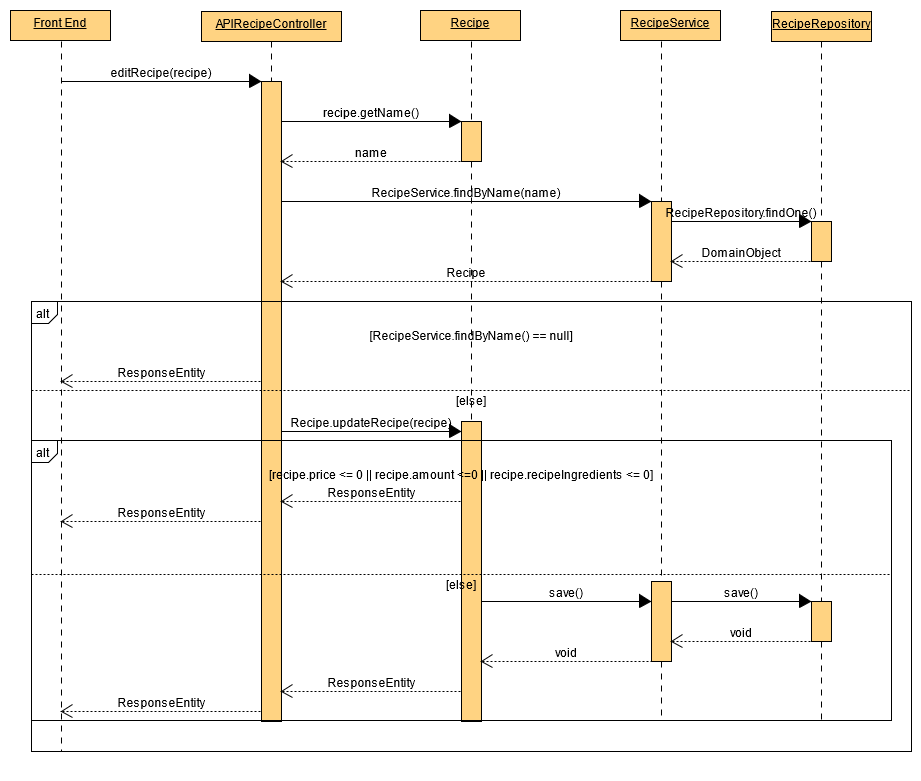 Front End
APIRecipeController
Recipe
RecipeService
RecipeRepository
editRecipe(recipe)
recipe.getName()
name
RecipeService.findByName(name)
RecipeRepository.findOne()
DomainObject
Recipe
alt
[RecipeService.findByName() == null]
ResponseEntity
[else]
Recipe.updateRecipe(recipe)
alt
[recipe.price <= 0 || recipe.amount <=0 || recipe.recipeIngredients <= 0]
ResponseEntity
ResponseEntity
[else]
save()
save()
void
void
ResponseEntity
ResponseEntity